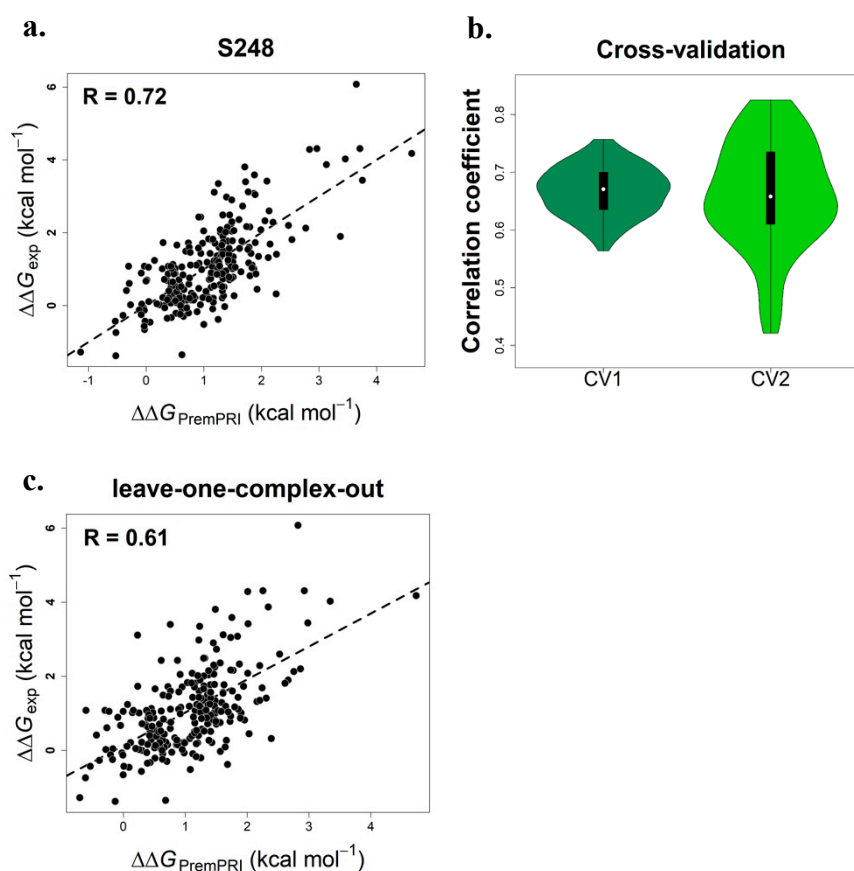 a.
S248
R = 0.72
6
4
2
0
-1
0
1
2
3
4
ΔΔGexp (kcal mol−1)
ΔΔGPremPRI (kcal mol−1)
b.
Cross-validation
Correlation coefficient
0.8
0.7
0.6
0.5
0.4
CV1
CV2
c.
leave-one-complex-out
R = 0.61
6
4
2
0
0
1
2
3
4
ΔΔGexp (kcal mol−1)
ΔΔGPremPRI (kcal mol−1)